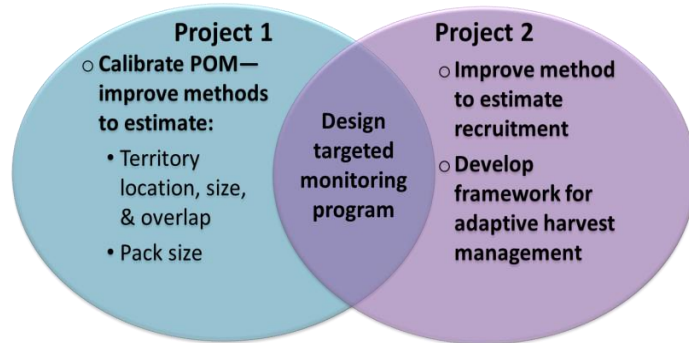 Project 1
○ Calibrate POM—
improve methods
to estimate:
• Territory
location, size,
& overlap
• Pack size
Design
targeted
monitoring
program
Project 2
○ Improve method
to estimate
recruitment
○ Develop
framework for
adaptive harvest
management